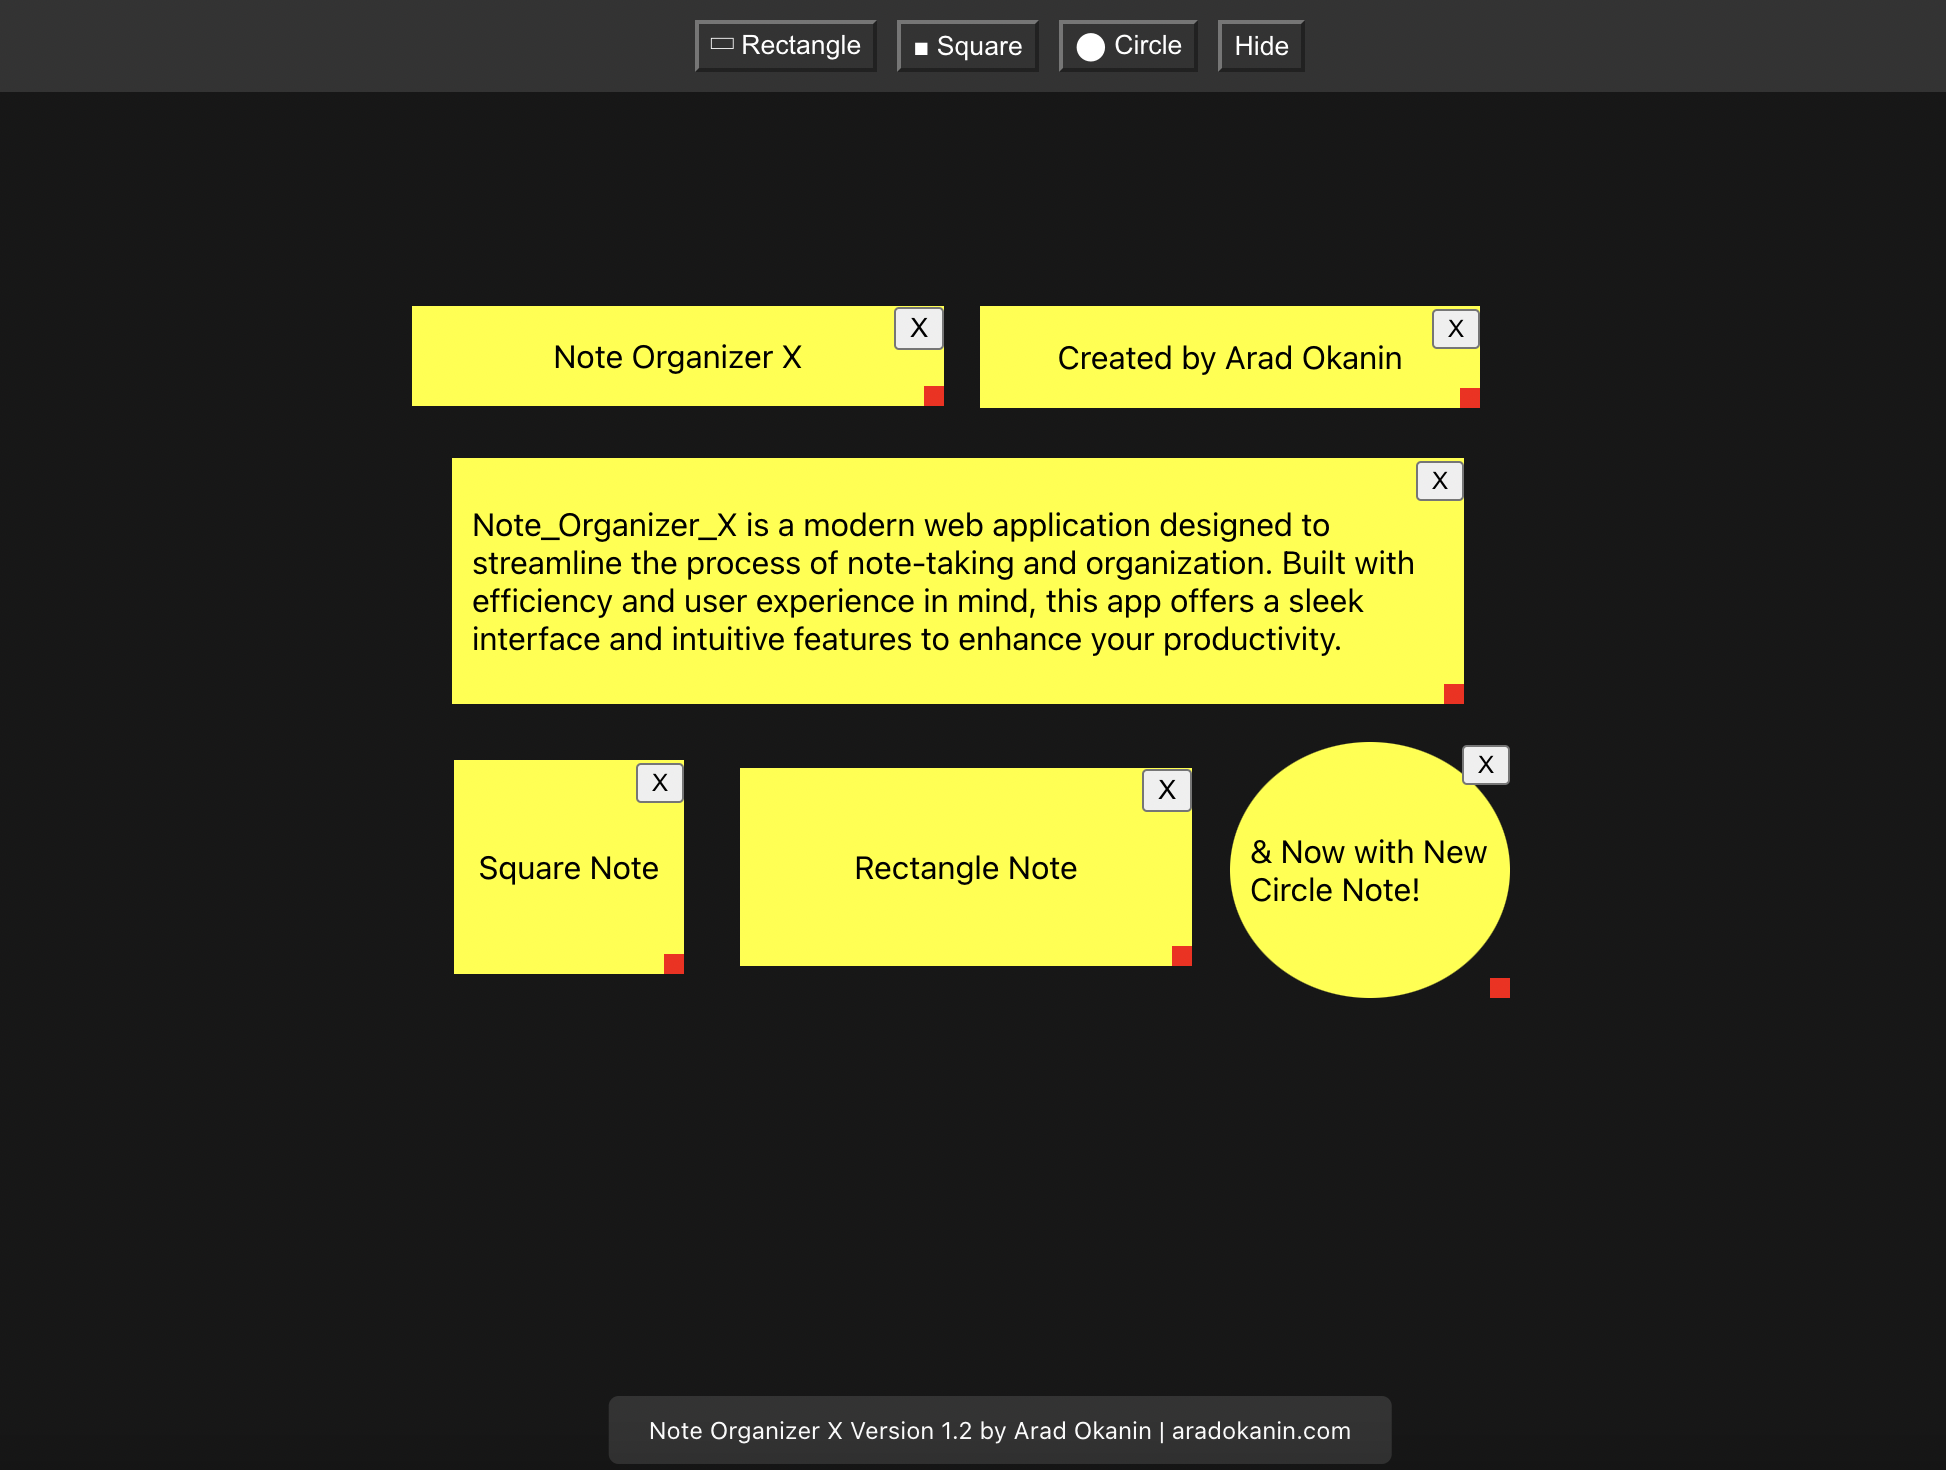 Rectangle
Square
Circle
Hide
X
Note Organizer X
X
Created by Arad Okanin
X
Note_Organizer_X is a modern web application designed to
streamline the process of note-taking and organization. Built with
efficiency and user experience in mind, this app offers a sleek
interface and intuitive features to enhance your productivity.
X
Square Note
X
Rectangle Note
X
& Now with New
Circle Note!
Note Organizer X Version 1.2 by Arad Okanin | aradokanin.com